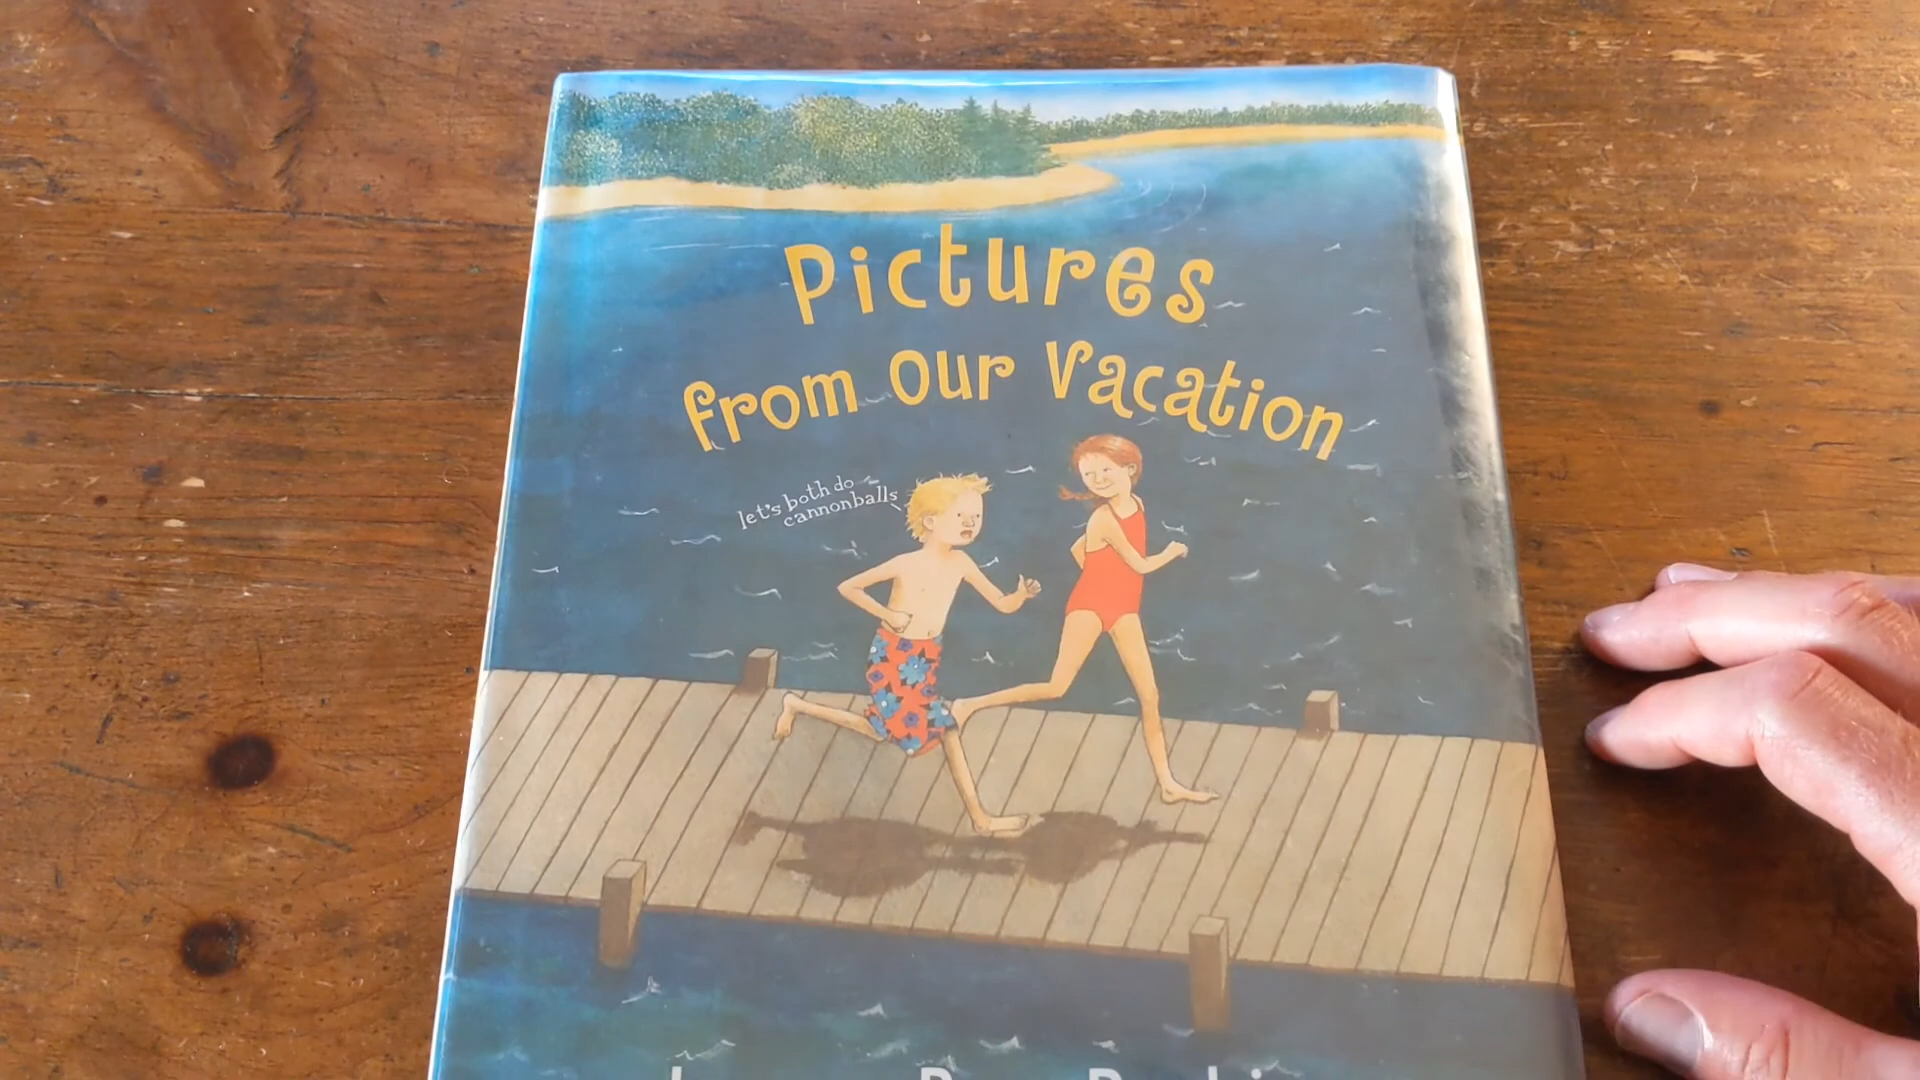 Pictures
from Our Vacation
let's both do
cannonballs